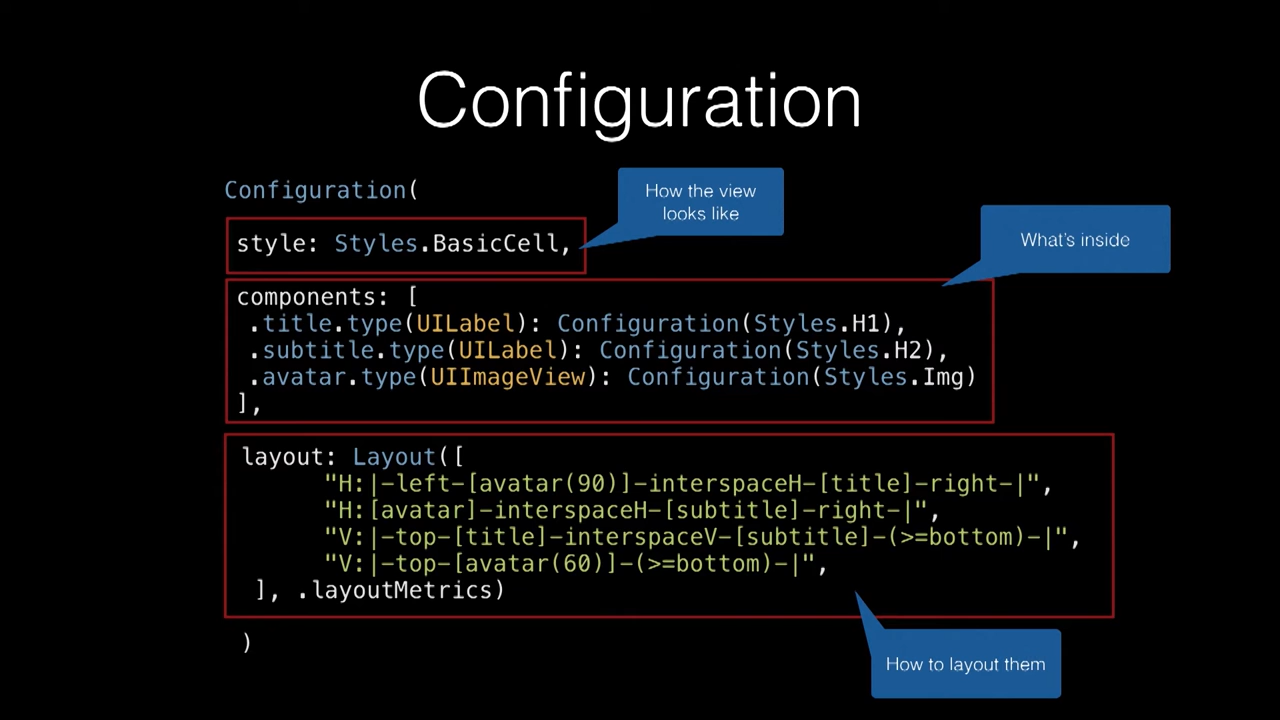 Configuration
Configuration(
How the view
looks like
style: Styles.BasicCell,
What's inside
components: [
.title.type(UILabel): Configuration(Styles.H1),
.subtitle.type(UILabel): Configuration(Styles.H2),
.avatar.type(UIImageView): Configuration(Styles.Img)
],
layout: Layout([
"H:|-left-[avatar(90)]-interspaceH-[title]-right-|",
"H:[avatar]-interspaceH-[subtitle]-right-|",
"V:|-top-[title]-interspaceV-[subtitle]-(>=bottom)-|",
"V:|-top-[avatar(60)]-(>=bottom)-|",
], .layoutMetrics)
)
How to layout them